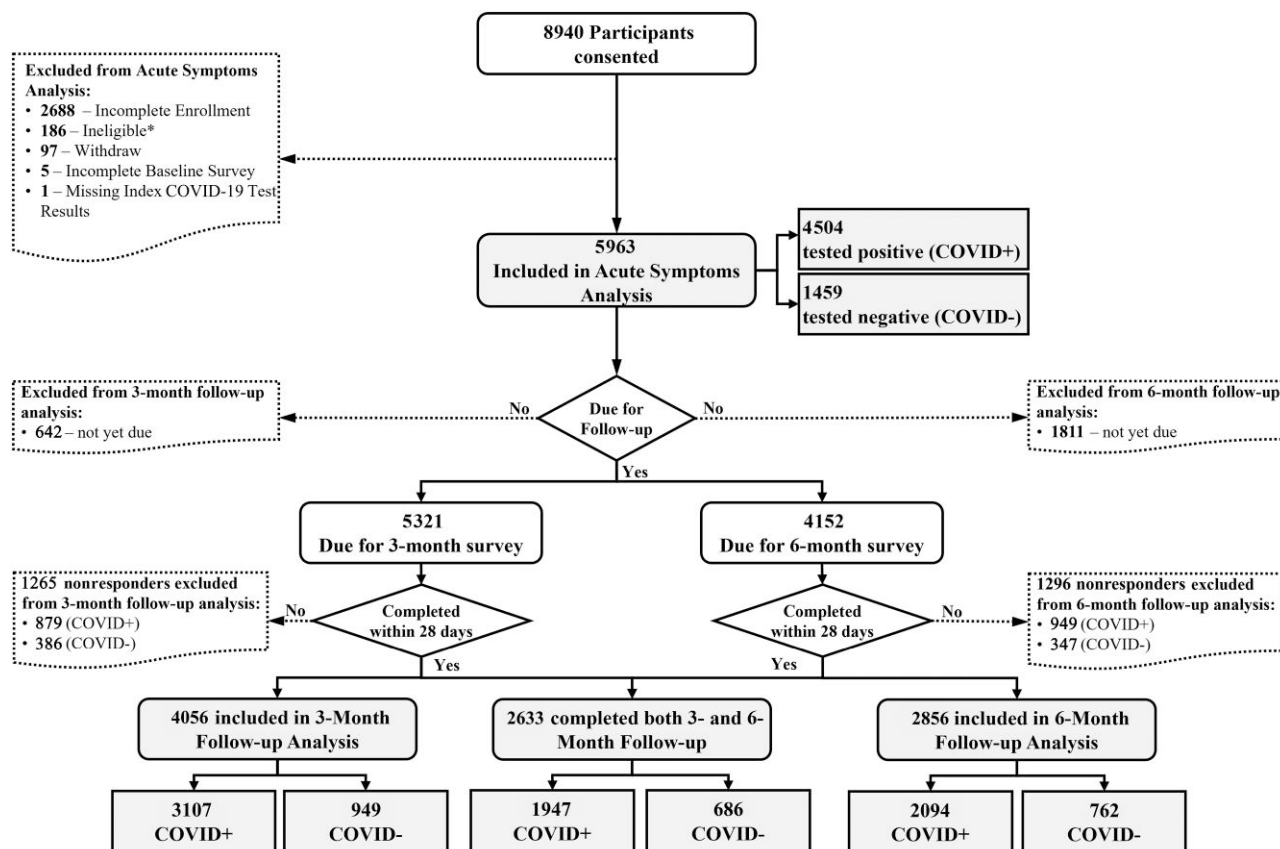 8940 Participants
consented
Excluded from Acute Symptoms
Analysis:
• 2688 – Incomplete Enrollment
• 186 – Ineligible*
• 97 – Withdraw
• 5 – Incomplete Baseline Survey
• 1 – Missing Index COVID-19 Test
Results
5963
Included in Acute Symptoms
Analysis
4504
tested positive (COVID+)
1459
tested negative (COVID-)
Excluded from 3-month follow-up
analysis:
• 642 – not yet due
No
Due for
Follow-up
No
Excluded from 6-month follow-up
analysis:
• 1811 – not yet due
Yes
5321
Due for 3-month survey
4152
Due for 6-month survey
1265 nonresponders excluded
from 3-month follow-up analysis:
• 879 (COVID+)
• 386 (COVID-)
No
Completed
within 28 days
Completed
within 28 days
No
1296 nonresponders excluded
from 6-month follow-up analysis:
• 949 (COVID+)
• 347 (COVID-)
Yes
Yes
4056 included in 3-Month
Follow-up Analysis
2633 completed both 3- and 6-
Month Follow-up
2856 included in 6-Month
Follow-up Analysis
3107
COVID+
949
COVID-
1947
COVID+
686
COVID-
2094
COVID+
762
COVID-